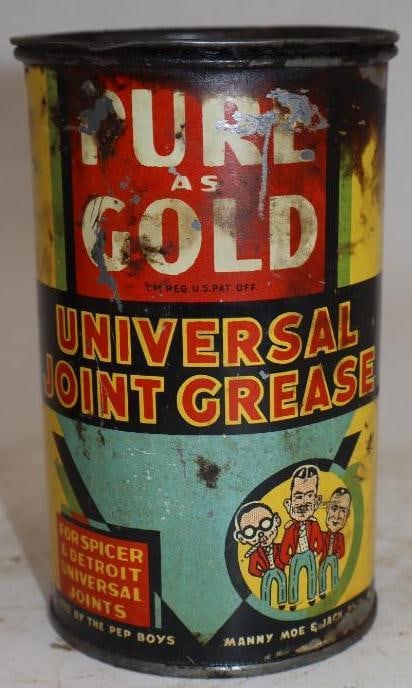 PURE
AS
GOLD
T.M. REG. U.S. PAT. OFF.
UNIVERSAL
JOINT GREASE
FOR SPICER
& DETROIT
UNIVERSAL
JOINTS
BY THE PEP BOYS
MANNY MOE & JACK